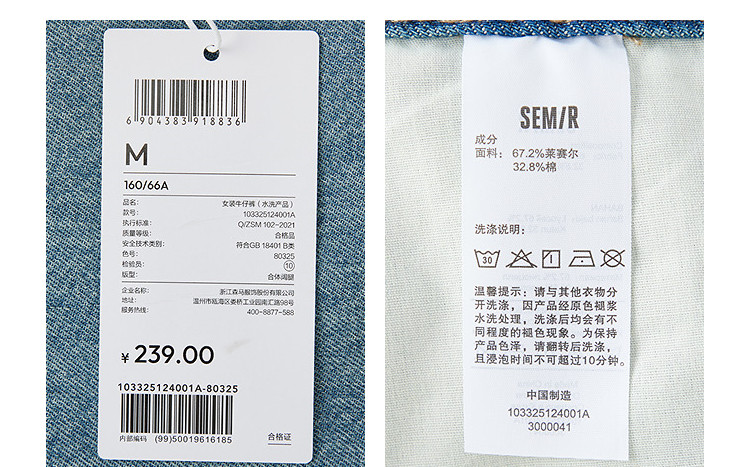 6 904383 918836
M
160/66A
品名: 女装牛仔裤（水洗产品）
款号: 103325124001A
执行标准: Q/ZSM 102-2021
质量等级: 合格品
安全技术类别: 符合GB 18401 B类
色号: 80325
检验员: 10
版型: 合体阔腿
企业名称: 浙江森马服饰股份有限公司
地址: 温州市瓯海区娄桥工业园南汇路98号
服务热线: 400-8877-588
¥ 239.00
103325124001A-80325
内部编码 (99)50019616185
合格证
SEM/R
成分
面料: 67.2%莱赛尔
32.8%棉
洗涤说明:
30
温馨提示: 请与其他衣物分
开洗涤, 因产品经原色褪浆
水洗处理, 洗涤后均会有不
同程度的褪色现象。为保持
产品色泽, 请翻转后洗涤,
且浸泡时间不可超过10分钟。
中国制造
103325124001A
3000041